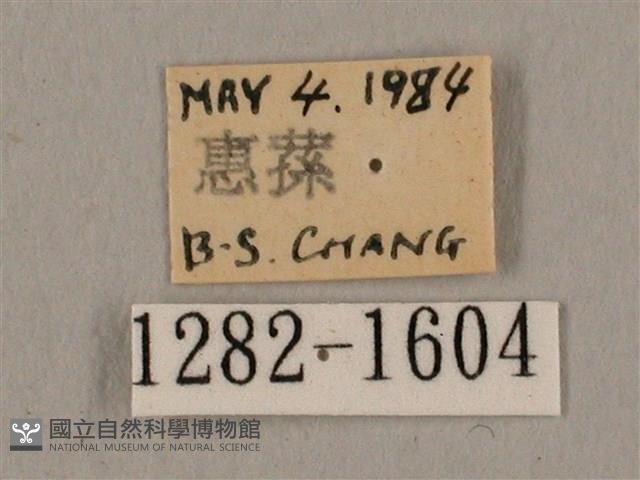 MAY 4. 1984
惠蓀
B-S. CHANG
1282-1604
國立自然科學博物館
NATIONAL MUSEUM OF NATURAL SCIENCE